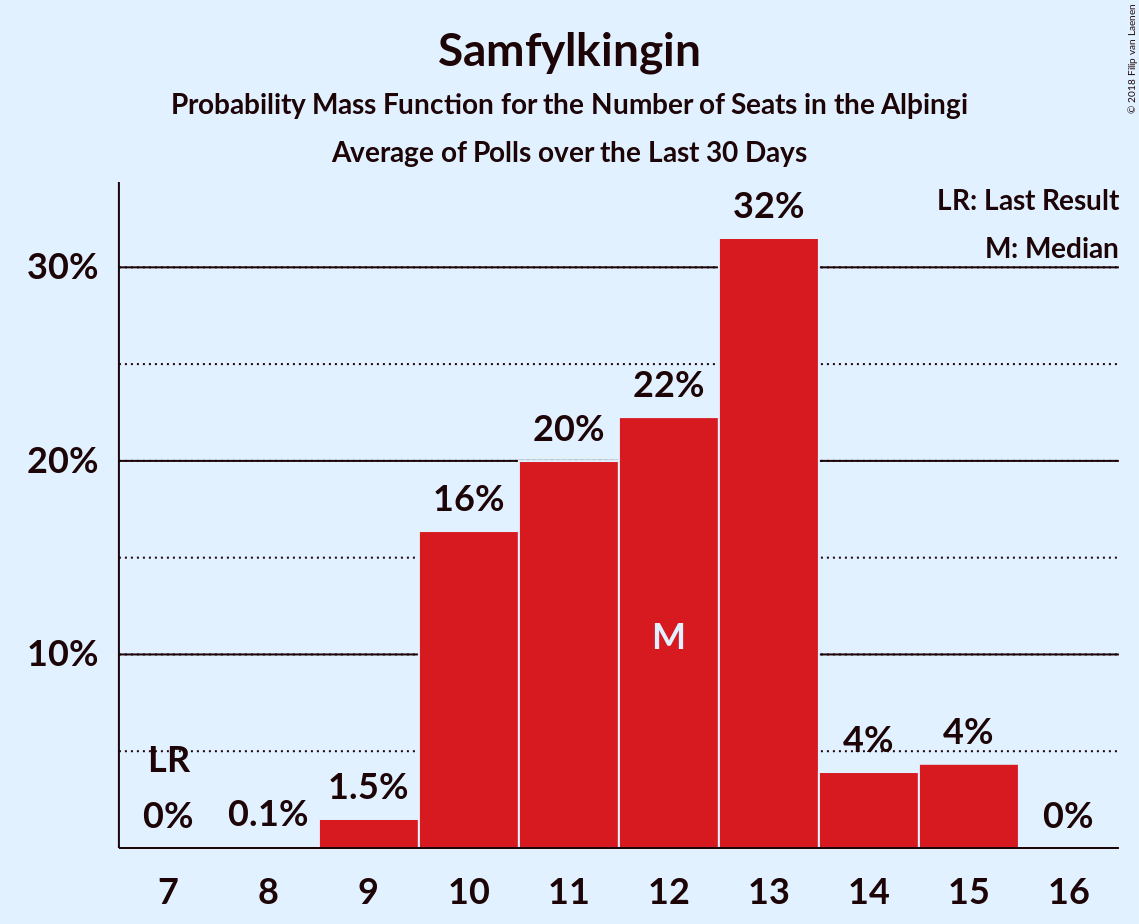 Samfylkingin
Probability Mass Function for the Number of Seats in the Alþingi
Average of Polls over the Last 30 Days
© 2018 Filip van Laenen
LR: Last Result
M: Median
30%
20%
10%
LR
0%
0.1%
1.5%
16%
20%
22%
M
32%
4%
4%
0%
7 8 9 10 11 12 13 14 15 16